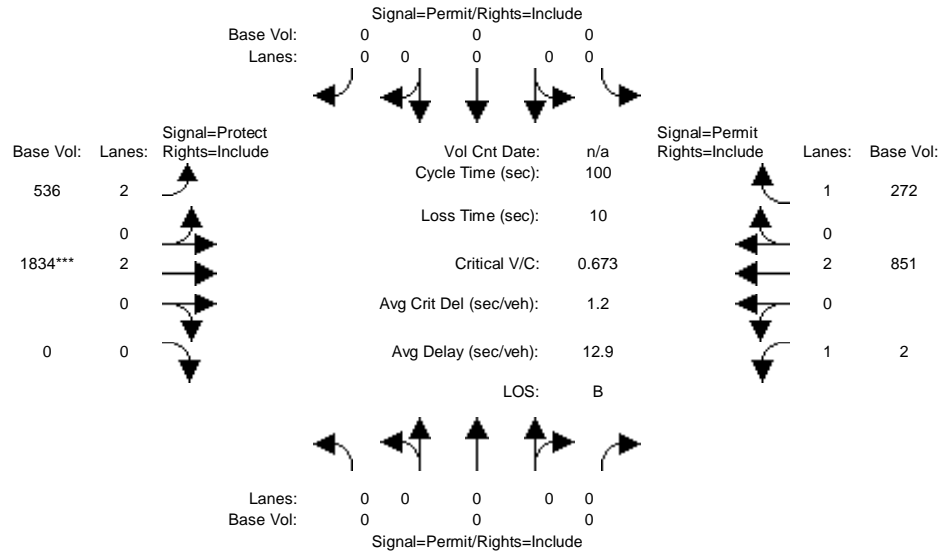 Signal=Permit/Rights=Include
Base Vol: 0 0 0
Lanes: 0 0 0 0 0
Signal=Protect Signal=Permit
Base Vol: Lanes: Rights=Include Vol Cnt Date: n/a Rights=Include Lanes: Base Vol:
Cycle Time (sec): 100
536 2 1 272
Loss Time (sec): 10
0 0
1834*** 2 Critical V/C: 0.673 2 851
0 Avg Crit Del (sec/veh): 1.2 0
0 0 Avg Delay (sec/veh): 12.9 1 2
LOS: B
Lanes: 0 0 0 0 0
Base Vol: 0 0 0
Signal=Permit/Rights=Include